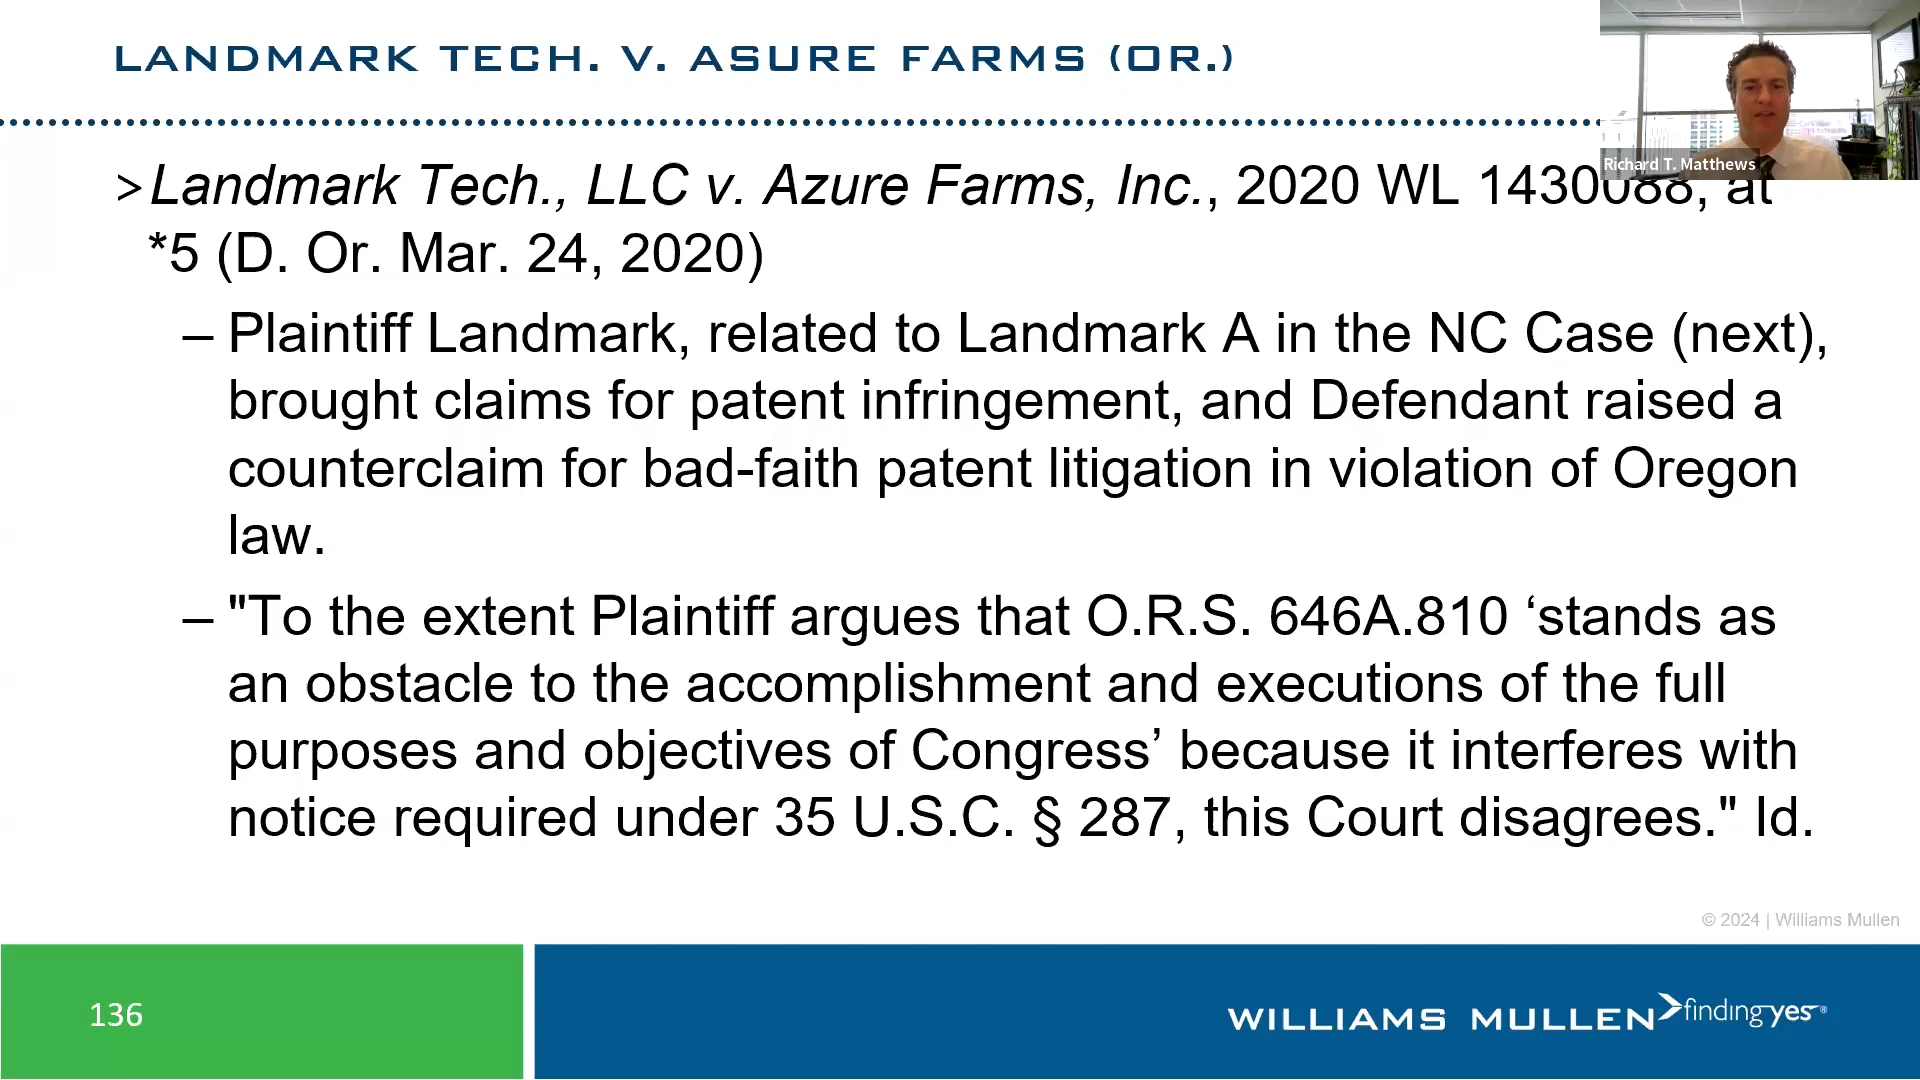 LANDMARK TECH. V. ASURE FARMS (OR.)
Richard T. Matthews
>Landmark Tech., LLC v. Azure Farms, Inc., 2020 WL 1430088, at
*5 (D. Or. Mar. 24, 2020)
– Plaintiff Landmark, related to Landmark A in the NC Case (next),
brought claims for patent infringement, and Defendant raised a
counterclaim for bad-faith patent litigation in violation of Oregon
law.
– "To the extent Plaintiff argues that O.R.S. 646A.810 ‘stands as
an obstacle to the accomplishment and executions of the full
purposes and objectives of Congress’ because it interferes with
notice required under 35 U.S.C. § 287, this Court disagrees." Id.
© 2024 | Williams Mullen
136
WILLIAMS MULLEN findingyes®